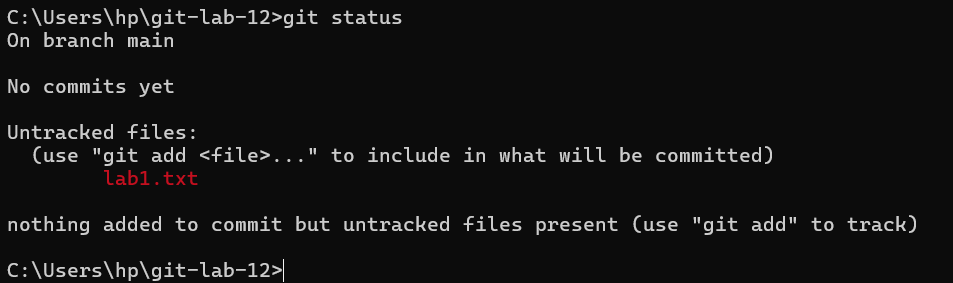 C:\Users\hp\git-lab-12>git status
On branch main
No commits yet
Untracked files:
  (use "git add <file>..." to include in what will be committed)
        lab1.txt
nothing added to commit but untracked files present (use "git add" to track)
C:\Users\hp\git-lab-12>